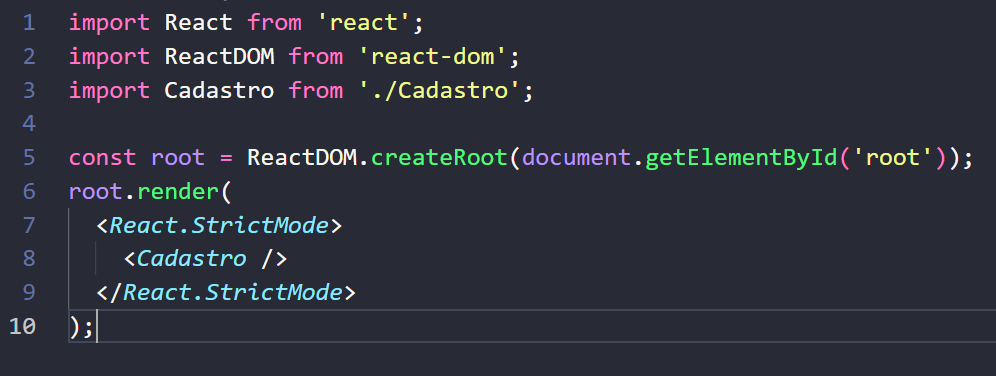 1 import React from 'react';
2 import ReactDOM from 'react-dom';
3 import Cadastro from './Cadastro';
4
5 const root = ReactDOM.createRoot(document.getElementById('root'));
6 root.render(
7 <React.StrictMode>
8 <Cadastro />
9 </React.StrictMode>
10 );